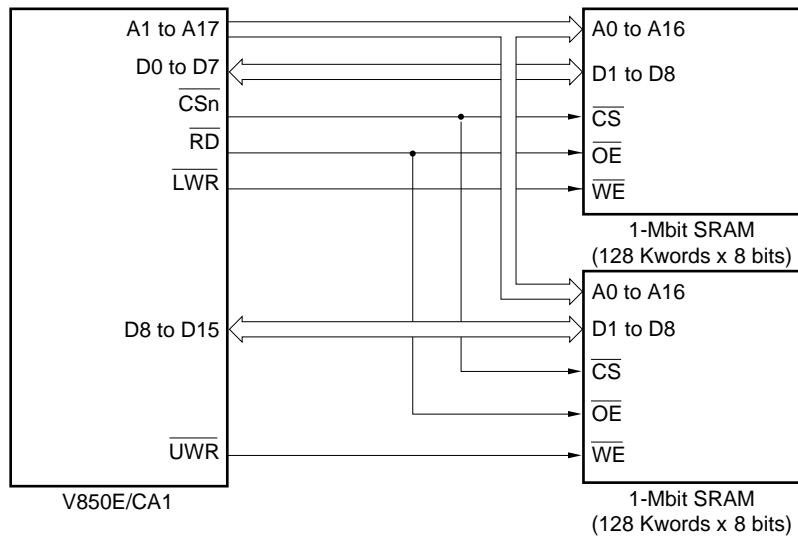 A1 to A17
D0 to D7
CSn
RD
LWR
D8 to D15
UWR
V850E/CA1
A0 to A16
D1 to D8
CS
OE
WE
1-Mbit SRAM
(128 Kwords x 8 bits)
A0 to A16
D1 to D8
CS
OE
WE
1-Mbit SRAM
(128 Kwords x 8 bits)